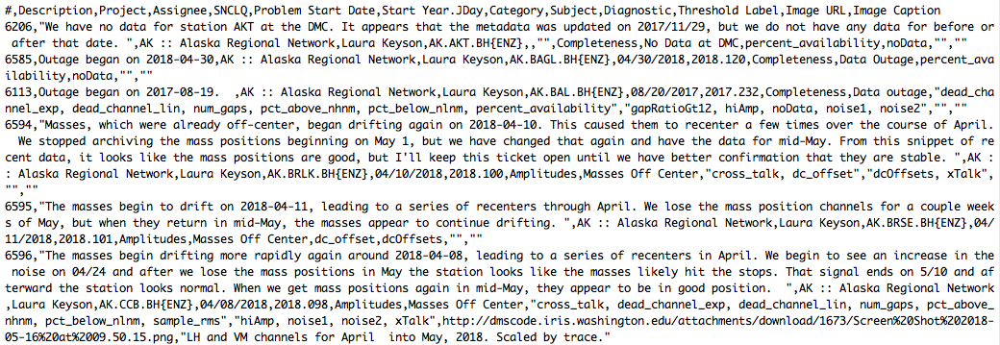 #,Description,Project,Assignee,SNCLQ,Problem Start Date,Start Year.JDay,Category,Subject,Diagnostic,Threshold Label,Image URL,Image Caption
6206,"We have no data for station AKT at the DMC. It appears that the metadata was updated on 2017/11/29, but we do not have any data for before or
 after that date. ",AK :: Alaska Regional Network,Laura Keyson,AK.AKT.BH{ENZ},,"",Completeness,No Data at DMC,percent_availability,noData,"",""
6585,Outage began on 2018-04-30,AK :: Alaska Regional Network,Laura Keyson,AK.BAGL.BH{ENZ},04/30/2018,2018.120,Completeness,Data Outage,percent_ava
ilability,noData,"",""
6113,Outage began on 2017-08-19.  ,AK :: Alaska Regional Network,Laura Keyson,AK.BAL.BH{ENZ},08/20/2017,2017.232,Completeness,Data outage,"dead_cha
nnel_exp, dead_channel_lin, num_gaps, pct_above_nhnm, pct_below_nlnm, percent_availability","gapRatioGt12, hiAmp, noData, noise1, noise2","",""
6594,"Masses, which were already off-center, began drifting again on 2018-04-10. This caused them to recenter a few times over the course of April.
  We stopped archiving the mass positions beginning on May 1, but we have changed that again and have the data for mid-May. From this snippet of re
cent data, it looks like the mass positions are good, but I'll keep this ticket open until we have better confirmation that they are stable. ",AK :
: Alaska Regional Network,Laura Keyson,AK.BRLK.BH{ENZ},04/10/2018,2018.100,Amplitudes,Masses Off Center,"cross_talk, dc_offset","dcOffsets, xTalk",
"",""
6595,"The masses begin to drift on 2018-04-11, leading to a series of recenters through April. We lose the mass position channels for a couple week
s of May, but when they return in mid-May, the masses appear to continue drifting. ",AK :: Alaska Regional Network,Laura Keyson,AK.BRSE.BH{ENZ},04/
11/2018,2018.101,Amplitudes,Masses Off Center,dc_offset,dcOffsets,"",""
6596,"The masses begin drifting more rapidly again around 2018-04-08, leading to a series of recenters in April. We begin to see an increase in the
 noise on 04/24 and after we lose the mass positions in May the station looks like the masses likely hit the stops. That signal ends on 5/10 and af
terward the station looks normal. When we get mass positions again in mid-May, they appear to be in good position.  ",AK :: Alaska Regional Network
,Laura Keyson,AK.CCB.BH{ENZ},04/08/2018,2018.098,Amplitudes,Masses Off Center,"cross_talk, dead_channel_exp, dead_channel_lin, num_gaps, pct_above_
nhnm, pct_below_nlnm, sample_rms","hiAmp, noise1, noise2, xTalk",http://dmscode.iris.washington.edu/attachments/download/1673/Screen%20Shot%202018-
05-16%20at%2009.50.15.png,"LH and VM channels for April  into May, 2018. Scaled by trace."